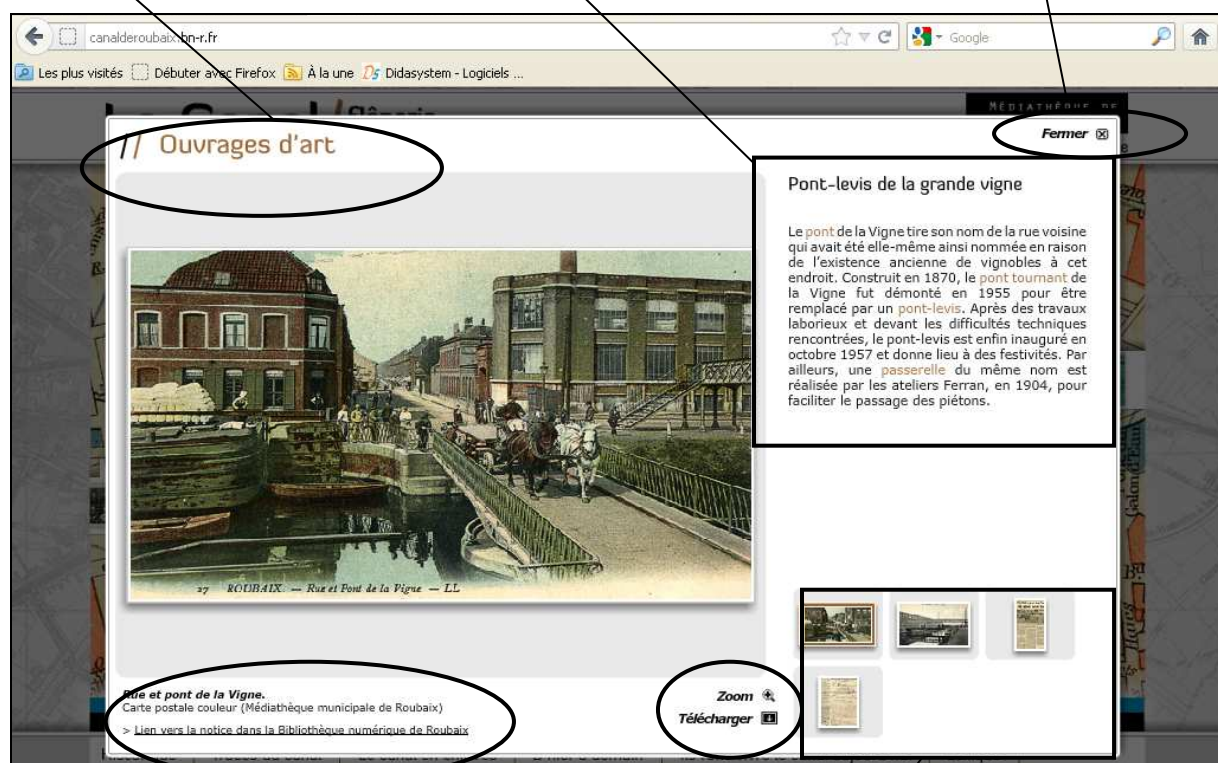 canalderoubaix.bn-r.fr
Google
Les plus visités
Débuter avec Firefox
À la une
Didasystem - Logiciels ...
MÉDIATHÈQUE DE
Fermer
// Ouvrages d'art
Pont-levis de la grande vigne
Le pont de la Vigne tire son nom de la rue voisine
qui avait été elle-même ainsi nommée en raison
de l'existence ancienne de vignobles à cet
endroit. Construit en 1870, le pont tournant de
la Vigne fut démonté en 1955 pour être
remplacé par un pont-levis. Après des travaux
laborieux et devant les difficultés techniques
rencontrées, le pont-levis est enfin inauguré en
octobre 1957 et donne lieu à des festivités. Par
ailleurs, une passerelle du même nom est
réalisée par les ateliers Ferran, en 1904, pour
faciliter le passage des piétons.
27 ROUBAIX. — Rue et Pont de la Vigne — LL
Rue et pont de la Vigne.
Carte postale couleur (Médiathèque municipale de Roubaix)
> Lien vers la notice dans la Bibliothèque numérique de Roubaix
Zoom
Télécharger